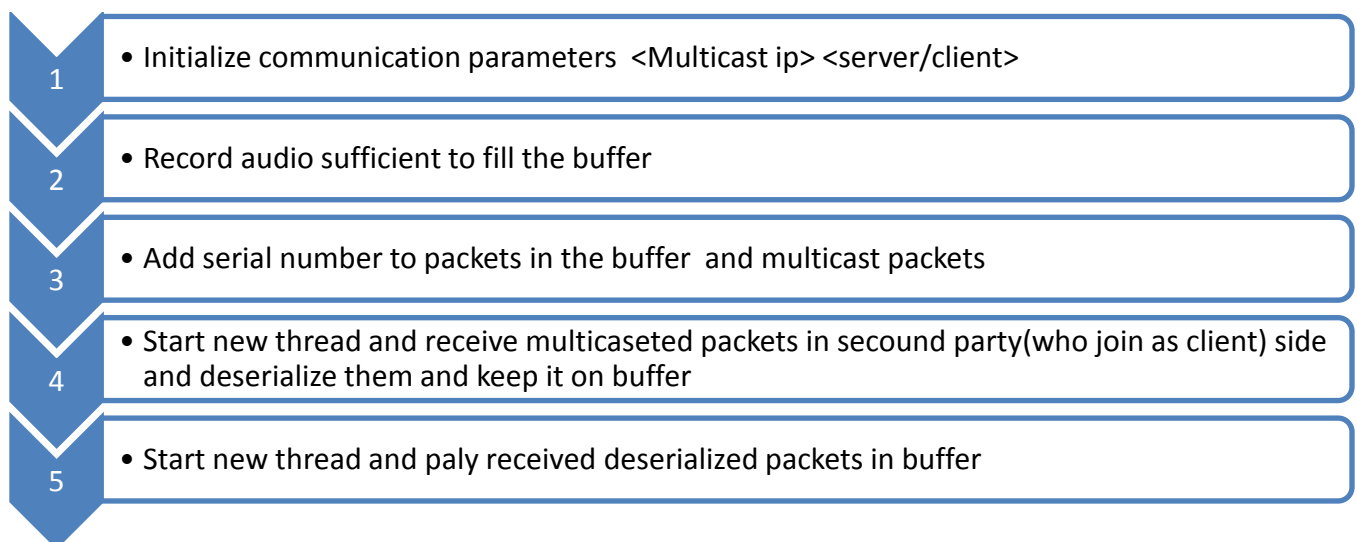 1
• Initialize communication parameters <Multicast ip> <server/client>
2
• Record audio sufficient to fill the buffer
3
• Add serial number to packets in the buffer and multicast packets
4
• Start new thread and receive multicaseted packets in secound party(who join as client) side
and deserialize them and keep it on buffer
5
• Start new thread and paly received deserialized packets in buffer